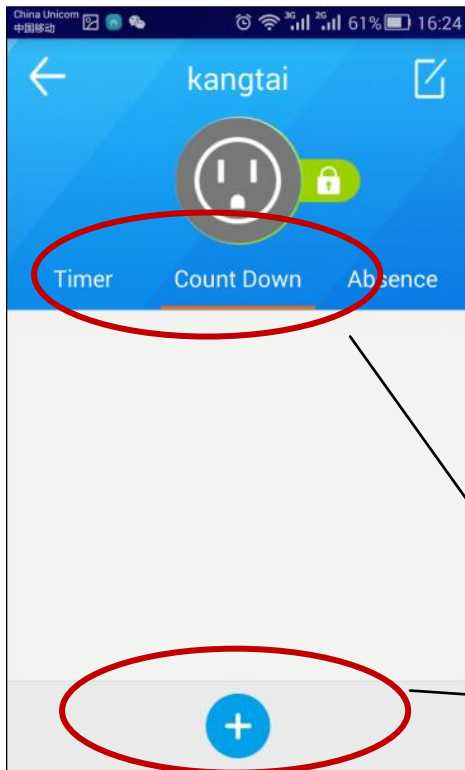 China Unicom 3G 2G 61% 16:24
中国移动
kangtai
Timer Count Down Absence